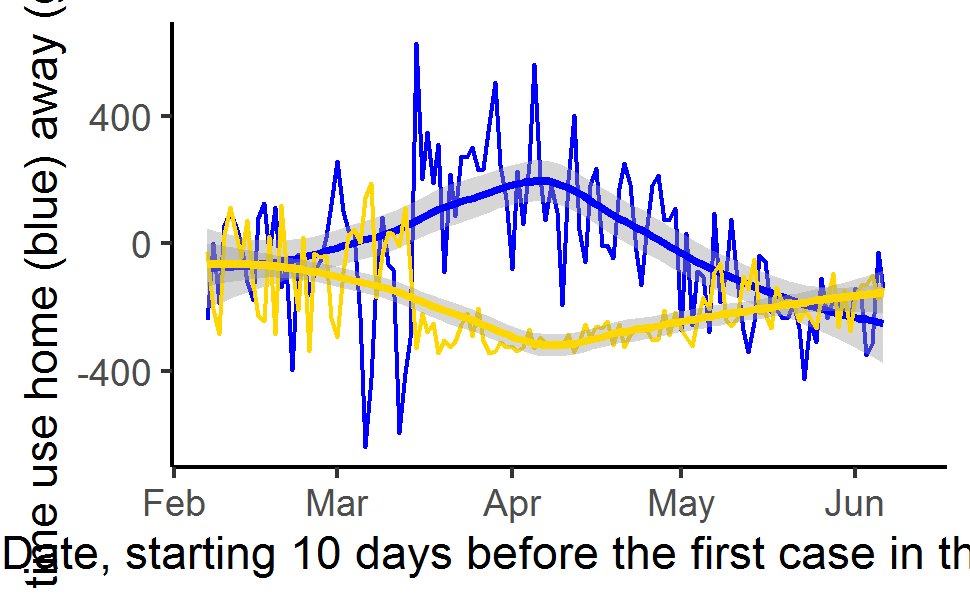 time use home (blue) away (
400
0
-400
Feb Mar Apr May Jun
Date, starting 10 days before the first case in th